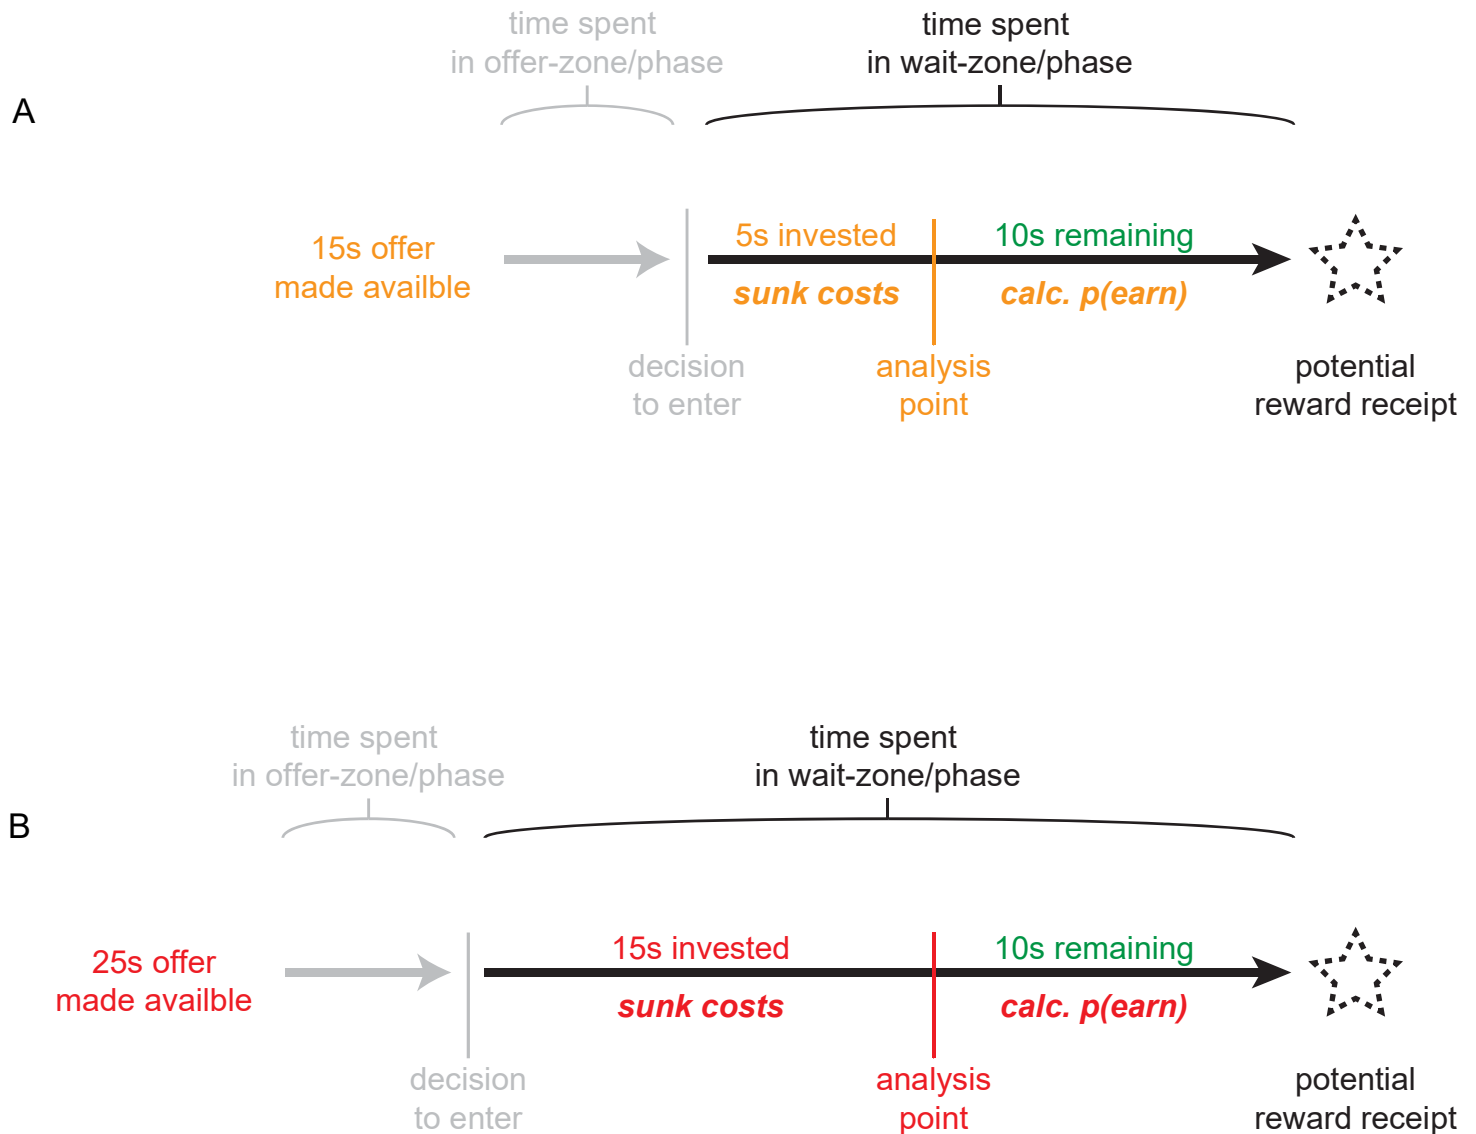 A
time spent
in offer-zone/phase
time spent
in wait-zone/phase
15s offer
made availble
5s invested
sunk costs
10s remaining
calc. p(earn)
decision
to enter
analysis
point
potential
reward receipt
B
time spent
in offer-zone/phase
time spent
in wait-zone/phase
25s offer
made availble
15s invested
sunk costs
10s remaining
calc. p(earn)
decision
to enter
analysis
point
potential
reward receipt